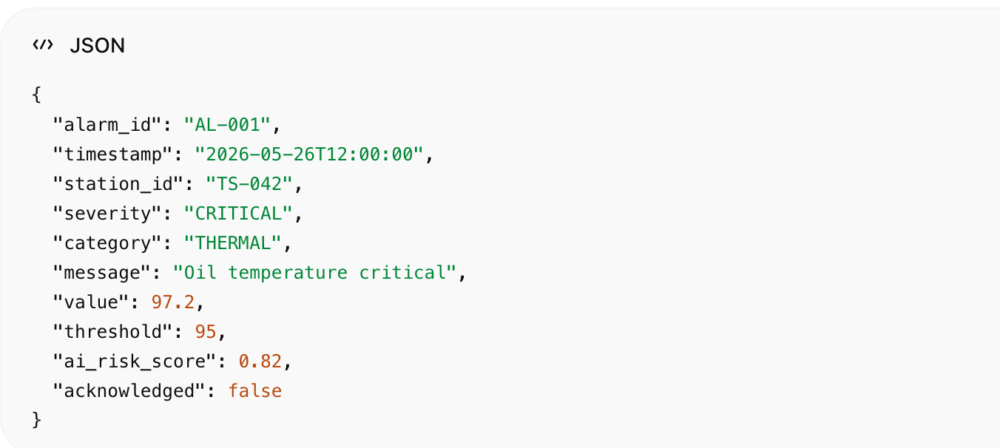 JSON
{
"alarm_id": "AL-001",
"timestamp": "2026-05-26T12:00:00",
"station_id": "TS-042",
"severity": "CRITICAL",
"category": "THERMAL",
"message": "Oil temperature critical",
"value": 97.2,
"threshold": 95,
"ai_risk_score": 0.82,
"acknowledged": false
}